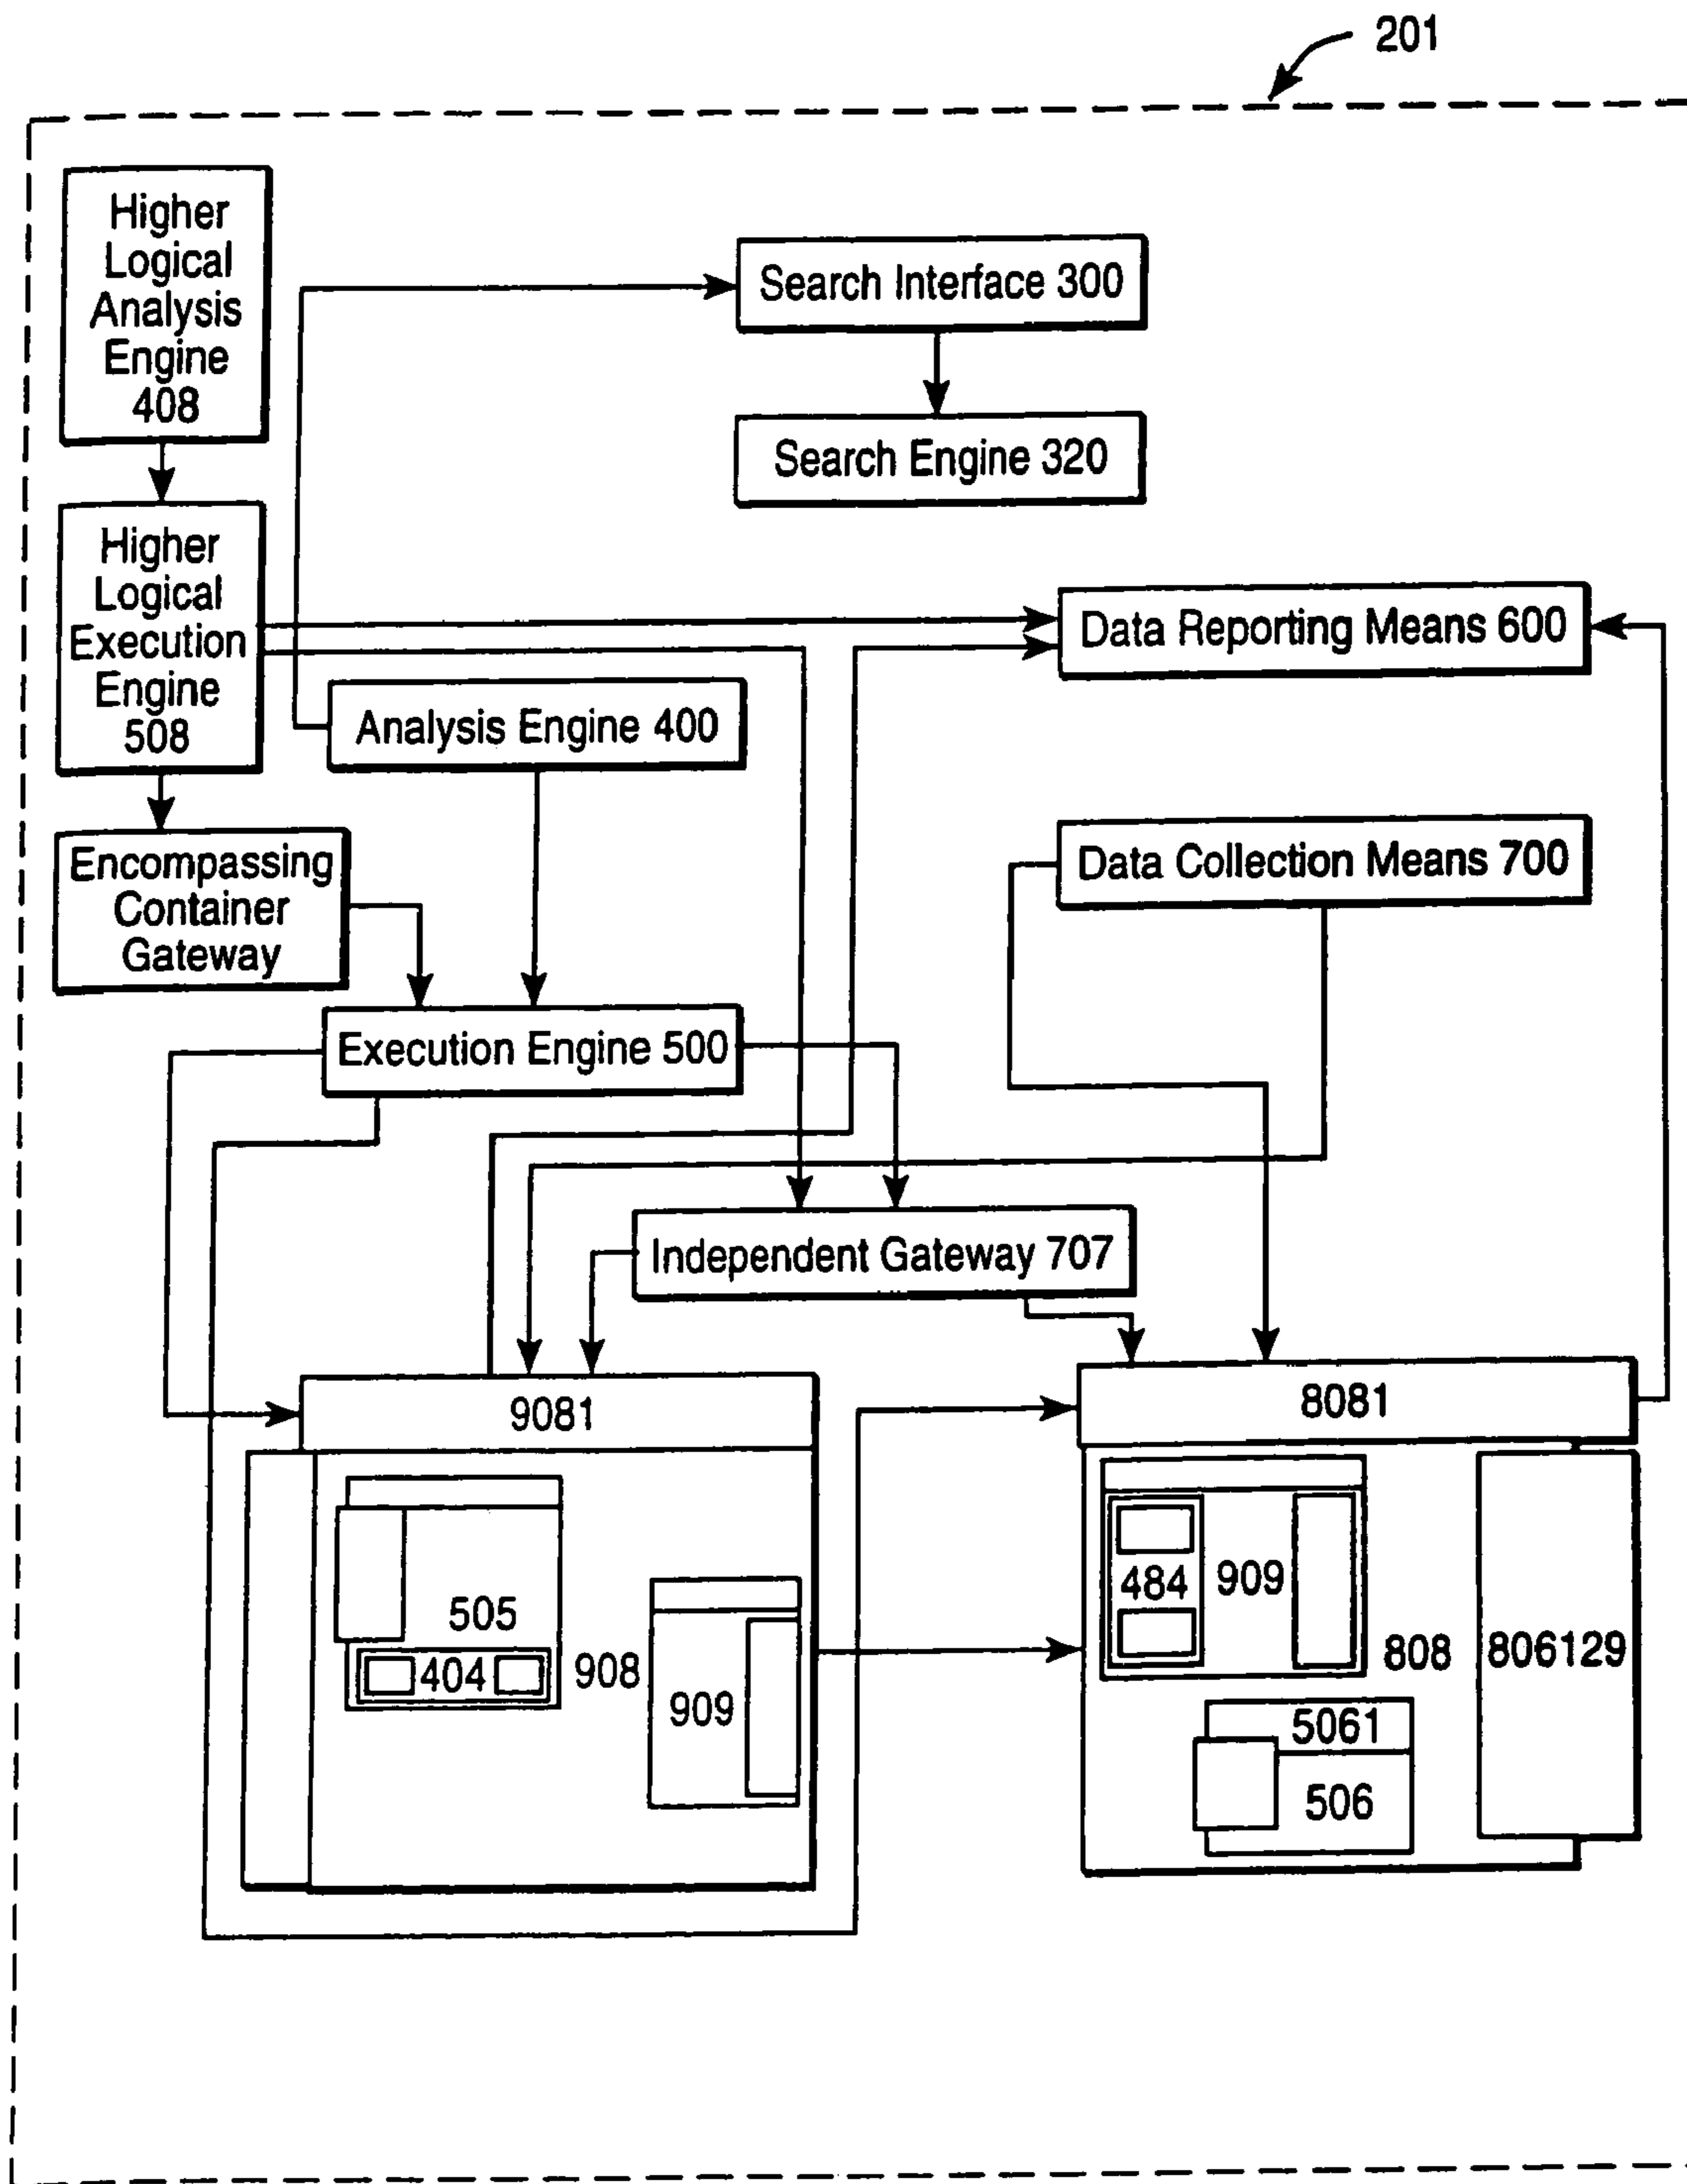 201
Higher
Logical
Analysis
Engine
408
Search Interface 300
Search Engine 320
Higher
Logical
Execution
Engine
508
Data Reporting Means 600
Analysis Engine 400
Encompassing
Container
Gateway
Data Collection Means 700
Execution Engine 500
Independent Gateway 707
9081
8081
505
404
908
909
484
909
808
806129
5061
506